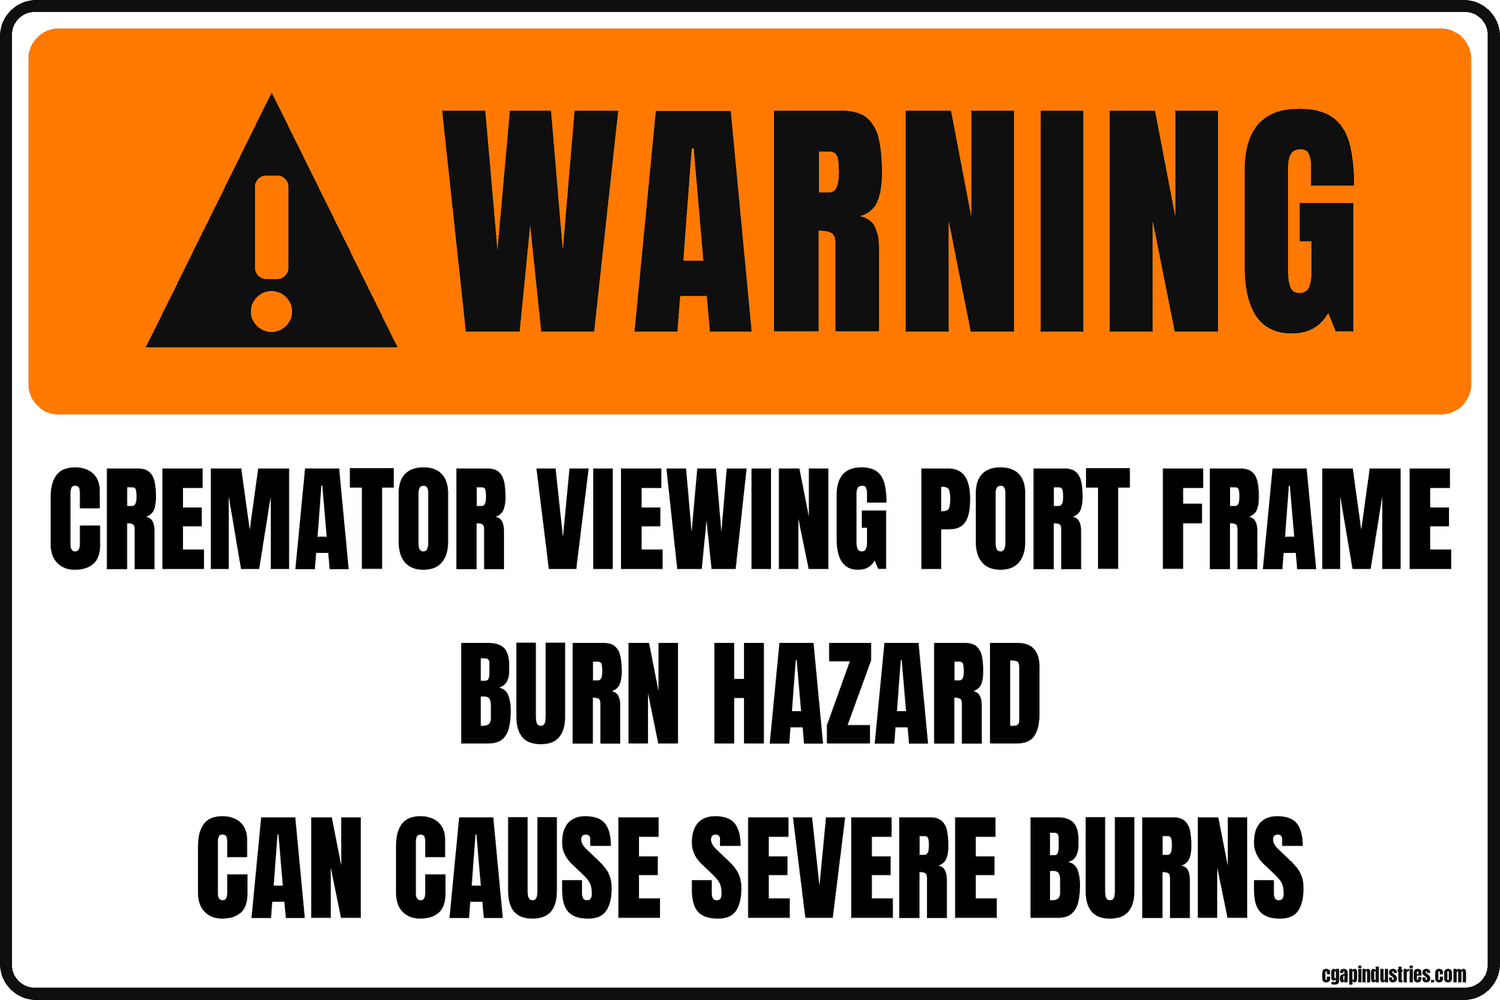 WARNING
CREMATOR VIEWING PORT FRAME
BURN HAZARD
CAN CAUSE SEVERE BURNS
cgapindustries.com